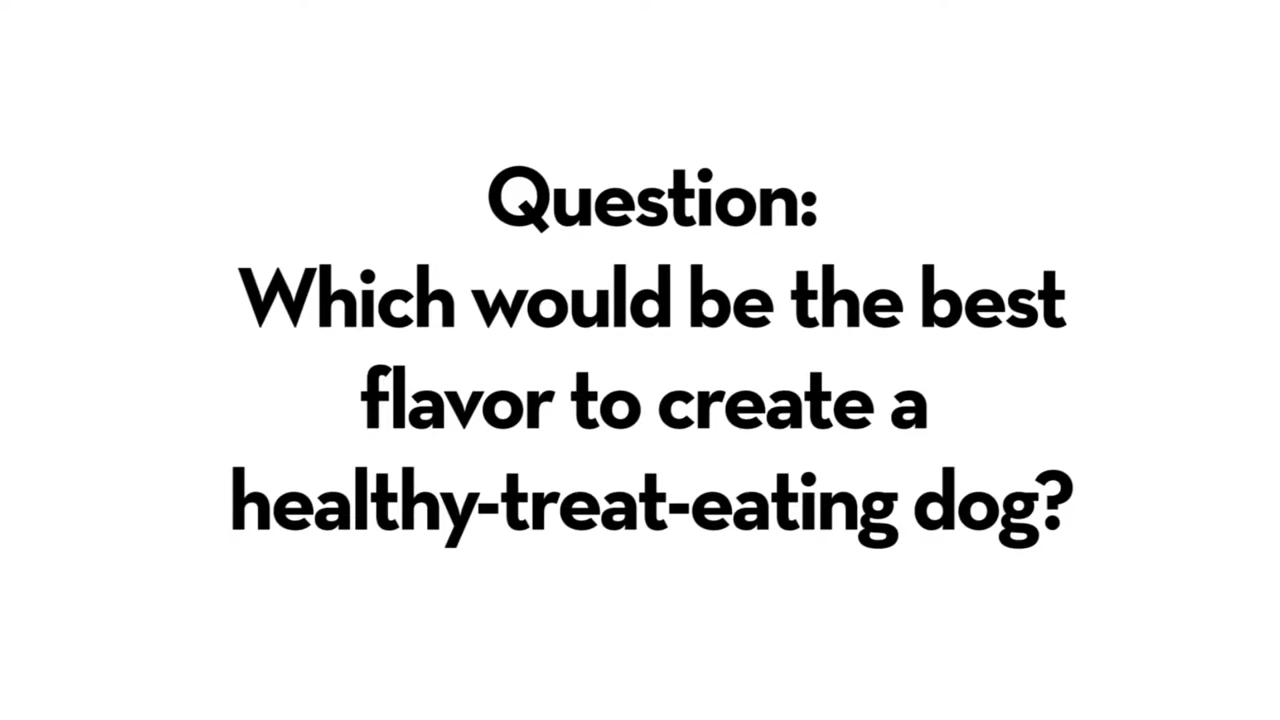 Question:
Which would be the best
flavor to create a
healthy-treat-eating dog?